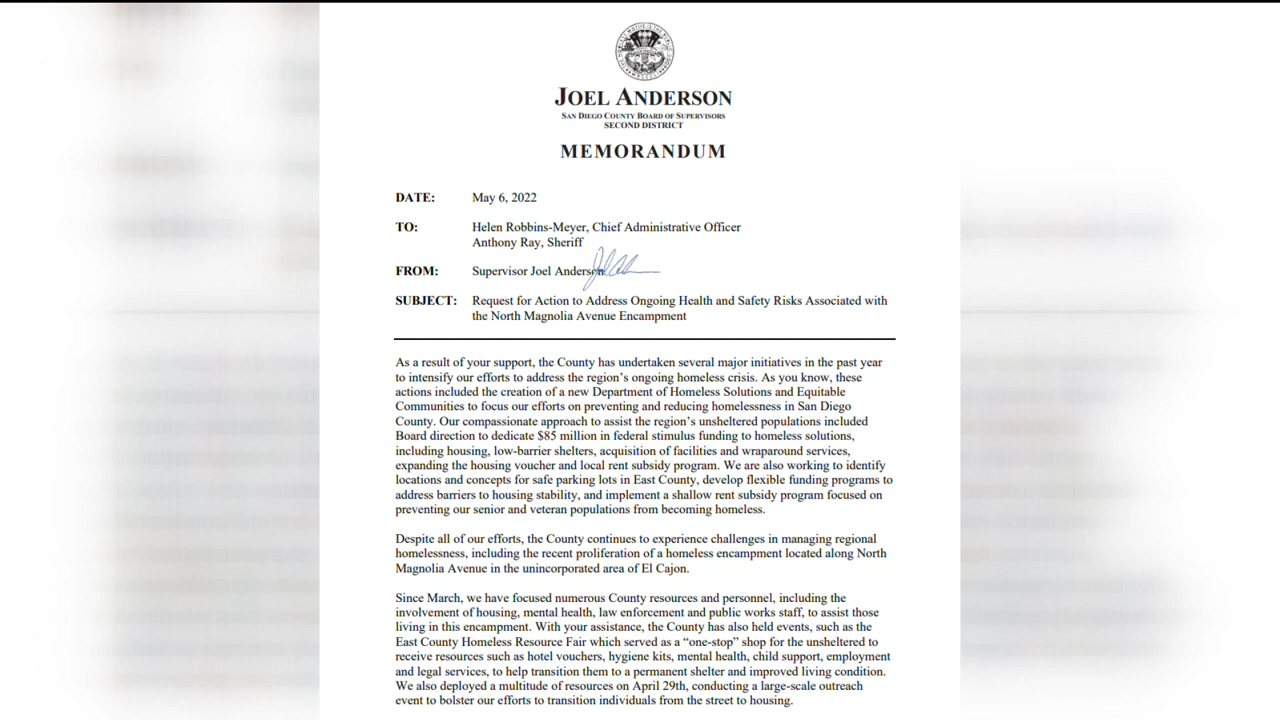 JOEL ANDERSON
SAN DIEGO COUNTY BOARD OF SUPERVISORS
SECOND DISTRICT
MEMORANDUM
DATE: May 6, 2022
TO: Helen Robbins-Meyer, Chief Administrative Officer
Anthony Ray, Sheriff
FROM: Supervisor Joel Anderson
SUBJECT: Request for Action to Address Ongoing Health and Safety Risks Associated with
the North Magnolia Avenue Encampment
As a result of your support, the County has undertaken several major initiatives in the past year
to intensify our efforts to address the region's ongoing homeless crisis. As you know, these
actions included the creation of a new Department of Homeless Solutions and Equitable
Communities to focus our efforts on preventing and reducing homelessness in San Diego
County. Our compassionate approach to assist the region's unsheltered populations included
Board direction to dedicate $85 million in federal stimulus funding to homeless solutions,
including housing, low-barrier shelters, acquisition of facilities and wraparound services,
expanding the housing voucher and local rent subsidy program. We are also working to identify
locations and concepts for safe parking lots in East County, develop flexible funding programs to
address barriers to housing stability, and implement a shallow rent subsidy program focused on
preventing our senior and veteran populations from becoming homeless.
Despite all of our efforts, the County continues to experience challenges in managing regional
homelessness, including the recent proliferation of a homeless encampment located along North
Magnolia Avenue in the unincorporated area of El Cajon.
Since March, we have focused numerous County resources and personnel, including the
involvement of housing, mental health, law enforcement and public works staff, to assist those
living in this encampment. With your assistance, the County has also held events, such as the
East County Homeless Resource Fair which served as a “one-stop” shop for the unsheltered to
receive resources such as hotel vouchers, hygiene kits, mental health, child support, employment
and legal services, to help transition them to a permanent shelter and improved living condition.
We also deployed a multitude of resources on April 29th, conducting a large-scale outreach
event to bolster our efforts to transition individuals from the street to housing.